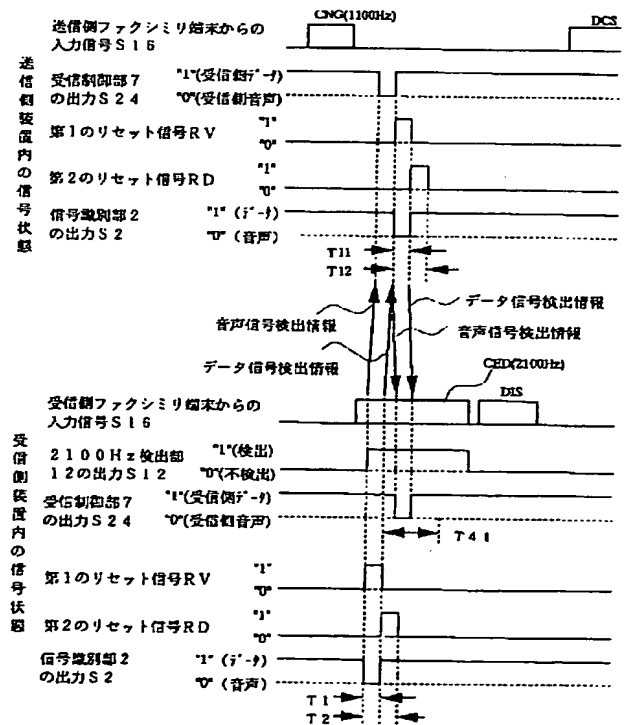 CNG(1100Hz)
DCS
送信側ファクシミリ端末からの
入力信号S16
受信制御部7
の出力S24
"1"(受信側データ)
"0"(受信側音声)
第1のリセット信号RV
"1"
"0"
第2のリセット信号RD
"1"
"0"
信号識別部2
の出力S2
"1"(データ)
"0"(音声)
送信側装置内の信号状態
T11
T12
データ信号検出情報
音声信号検出情報
音声信号検出情報
データ信号検出情報
CED(2100Hz)
DIS
受信側ファクシミリ端末からの
入力信号S16
2100Hz検出部
12の出力S12
"1"(検出)
"0"(不検出)
受信制御部7
の出力S24
"1"(受信側データ)
"0"(受信側音声)
T41
第1のリセット信号RV
"1"
"0"
第2のリセット信号RD
"1"
"0"
信号識別部2
の出力S2
"1"(データ)
"0"(音声)
受信側装置内の信号状態
T1
T2